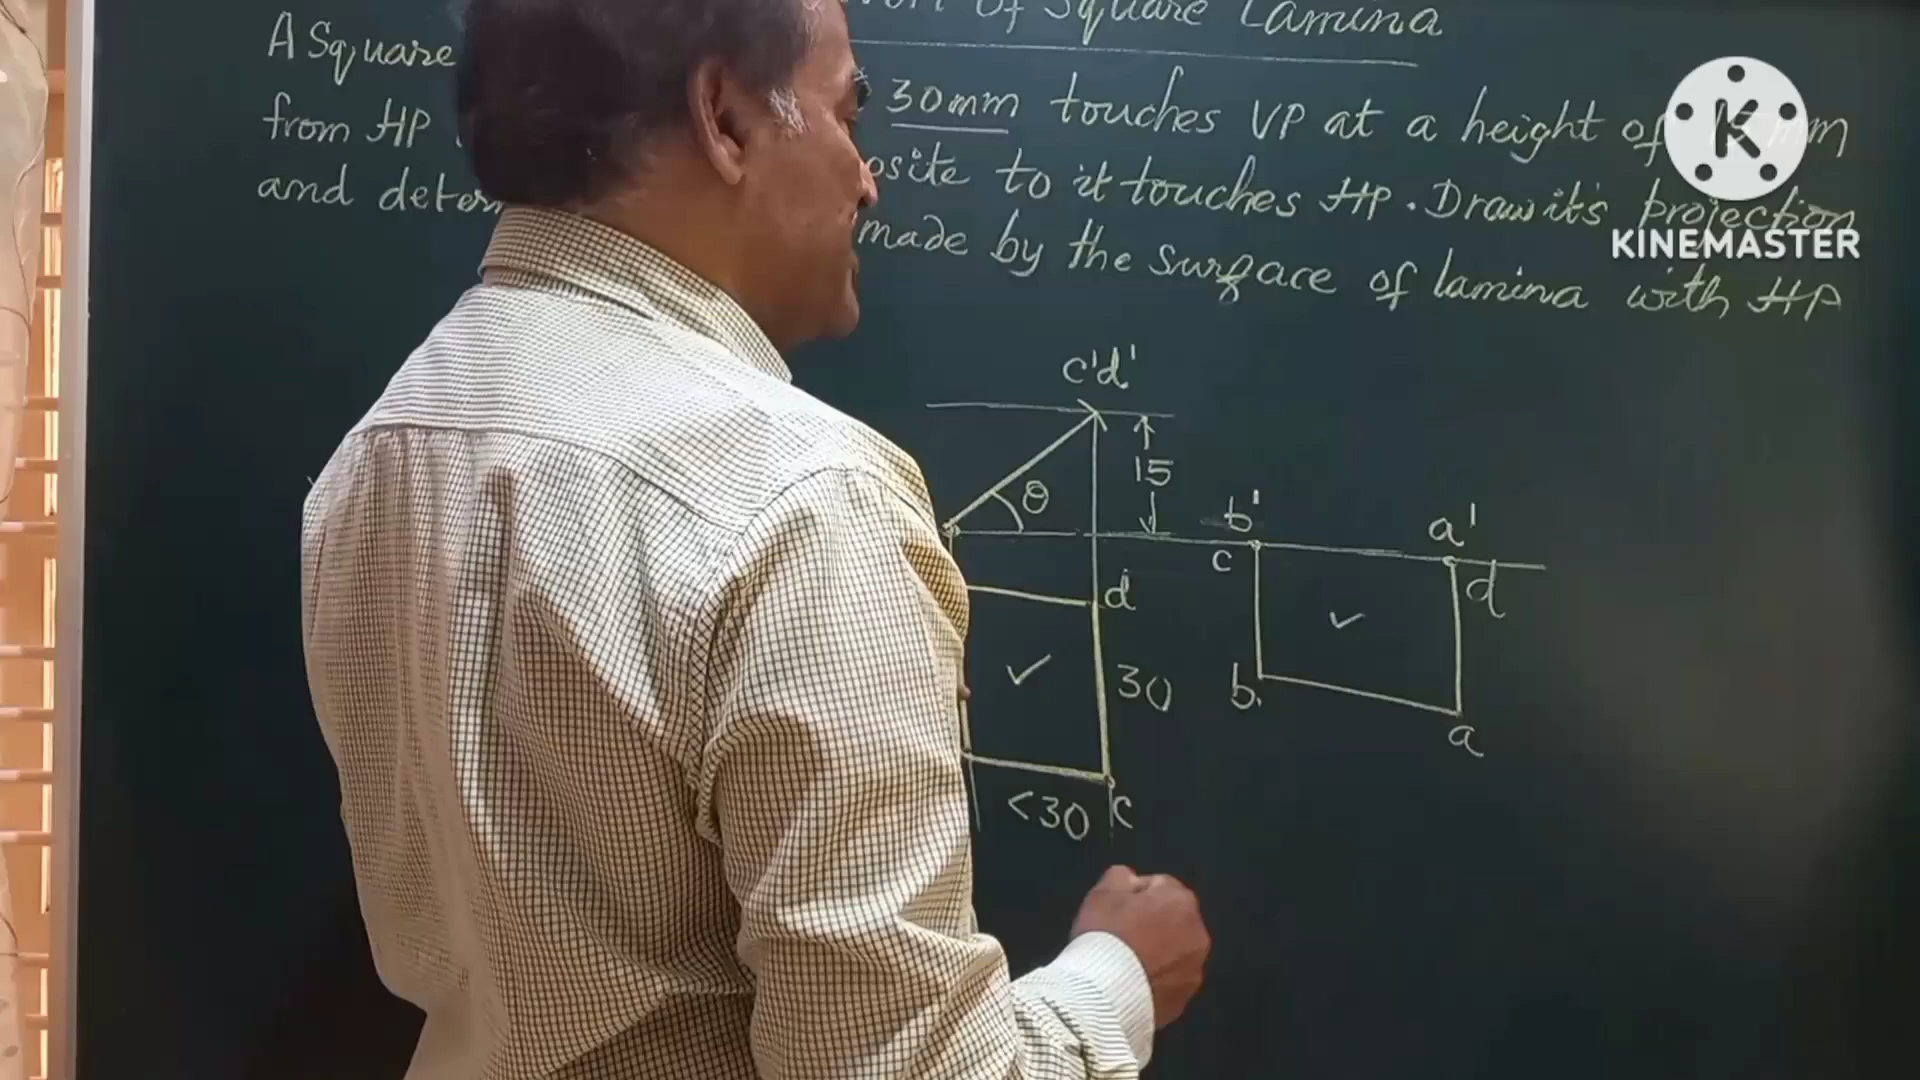 of Square Lamina
A Square 30mm touches VP at a height of mm
from HP osite to it touches HP. Draw it's projection
and deter made by the surface of lamina with HP
KINEMASTER
c'd'
15
θ
b' a'
c d
d
30
b a
<30 c